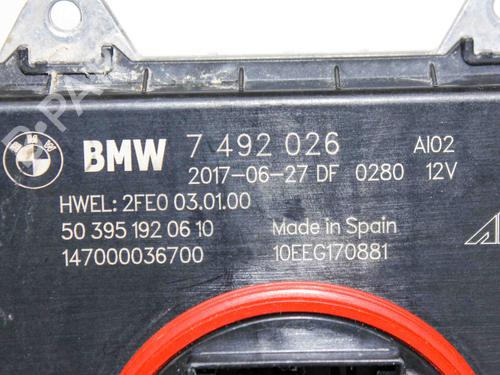 BMW 7 492 026 AI02
2017-06-27 DF 0280 12V
HWEL: 2FE0 03.01.00
50 395 192 06 10 Made in Spain
147000036700 10EEG170881